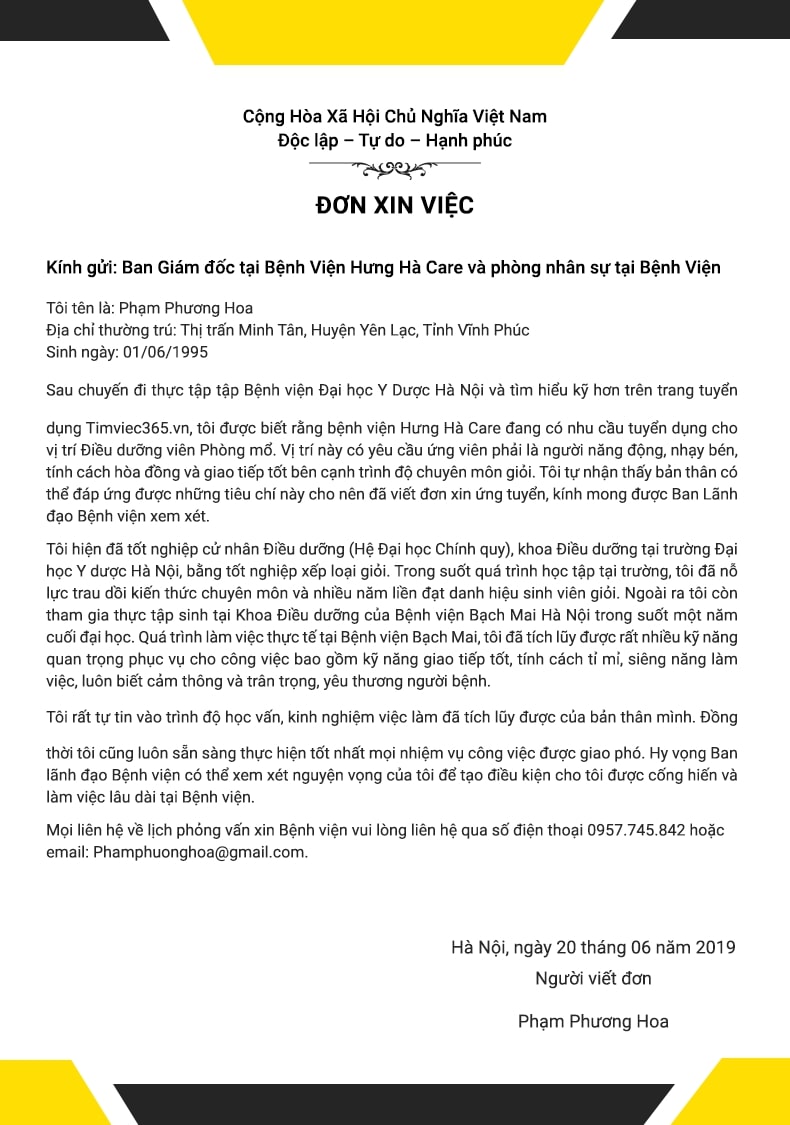 Cộng Hòa Xã Hội Chủ Nghĩa Việt Nam
Độc lập – Tự do – Hạnh phúc
ĐƠN XIN VIỆC
Kính gửi: Ban Giám đốc tại Bệnh Viện Hưng Hà Care và phòng nhân sự tại Bệnh Viện
Tôi tên là: Phạm Phương Hoa
Địa chỉ thường trú: Thị trấn Minh Tân, Huyện Yên Lạc, Tỉnh Vĩnh Phúc
Sinh ngày: 01/06/1995
Sau chuyến đi thực tập tập Bệnh viện Đại học Y Dược Hà Nội và tìm hiểu kỹ hơn trên trang tuyển
dụng Timviec365.vn, tôi được biết rằng bệnh viện Hưng Hà Care đang có nhu cầu tuyển dụng cho
vị trí Điều dưỡng viên Phòng mổ. Vị trí này có yêu cầu ứng viên phải là người năng động, nhạy bén,
tính cách hòa đồng và giao tiếp tốt bên cạnh trình độ chuyên môn giỏi. Tôi tự nhận thấy bản thân có
thể đáp ứng được những tiêu chí này cho nên đã viết đơn xin ứng tuyển, kính mong được Ban Lãnh
đạo Bệnh viện xem xét.
Tôi hiện đã tốt nghiệp cử nhân Điều dưỡng (Hệ Đại học Chính quy), khoa Điều dưỡng tại trường Đại
học Y dược Hà Nội, bằng tốt nghiệp xếp loại giỏi. Trong suốt quá trình học tập tại trường, tôi đã nỗ
lực trau dồi kiến thức chuyên môn và nhiều năm liền đạt danh hiệu sinh viên giỏi. Ngoài ra tôi còn
tham gia thực tập sinh tại Khoa Điều dưỡng của Bệnh viện Bạch Mai Hà Nội trong suốt một năm
cuối đại học. Quá trình làm việc thực tế tại Bệnh viện Bạch Mai, tôi đã tích lũy được rất nhiều kỹ năng
quan trọng phục vụ cho công việc bao gồm kỹ năng giao tiếp tốt, tính cách tỉ mỉ, siêng năng làm
việc, luôn biết cảm thông và trân trọng, yêu thương người bệnh.
Tôi rất tự tin vào trình độ học vấn, kinh nghiệm việc làm đã tích lũy được của bản thân mình. Đồng
thời tôi cũng luôn sẵn sàng thực hiện tốt nhất mọi nhiệm vụ công việc được giao phó. Hy vọng Ban
lãnh đạo Bệnh viện có thể xem xét nguyện vọng của tôi để tạo điều kiện cho tôi được cống hiến và
làm việc lâu dài tại Bệnh viện.
Mọi liên hệ về lịch phỏng vấn xin Bệnh viện vui lòng liên hệ qua số điện thoại 0957.745.842 hoặc
email: Phamphuonghoa@gmail.com.
Hà Nội, ngày 20 tháng 06 năm 2019
Người viết đơn
Phạm Phương Hoa